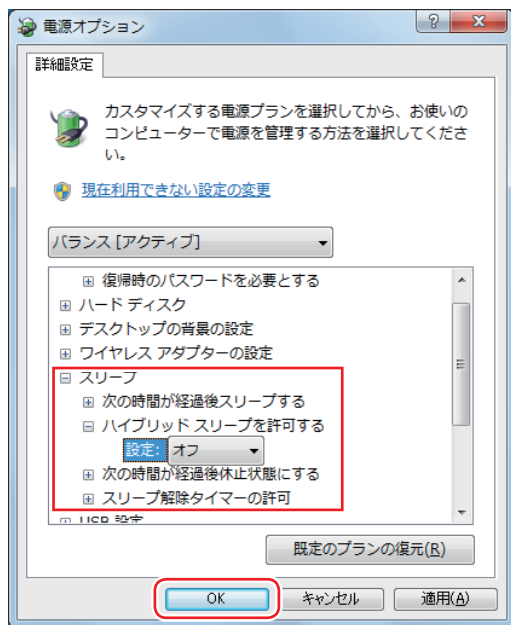 電源オプション
詳細設定
カスタマイズする電源プランを選択してから、お使いの
コンピューターで電源を管理する方法を選択してくださ
い。
現在利用できない設定の変更
バランス [アクティブ]
復帰時のパスワードを必要とする
ハード ディスク
デスクトップの背景の設定
ワイヤレス アダプターの設定
スリープ
次の時間が経過後スリープする
ハイブリッド スリープを許可する
設定: オフ
次の時間が経過後休止状態にする
スリープ解除タイマーの許可
USB 設定
既定のプランの復元(R)
OK キャンセル 適用(A)